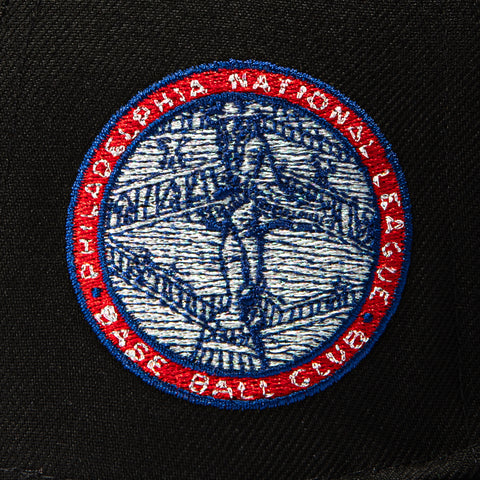 PHILADELPHIA NATIONAL LEAGUE
BASE BALL CLUB